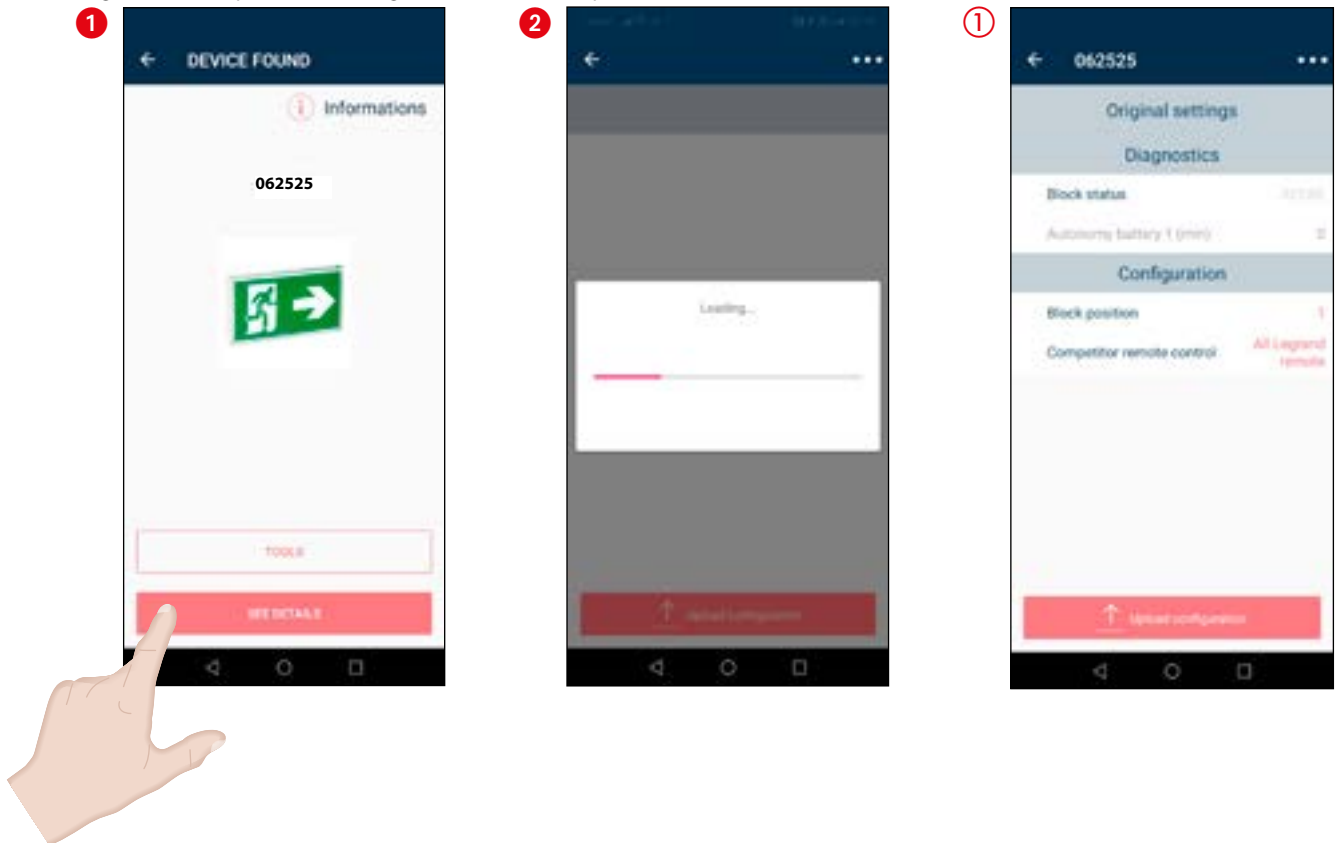 1
DEVICE FOUND
i Informations
062525
TOOLS
SEE DETAILS
2
Loading...
Upload configuration
1
062525
Original settings
Diagnostics
Block status
Autonomy battery 1 (min) 0
Configuration
Block position 1
Competitor remote control All Legrand
remote
Upload configuration